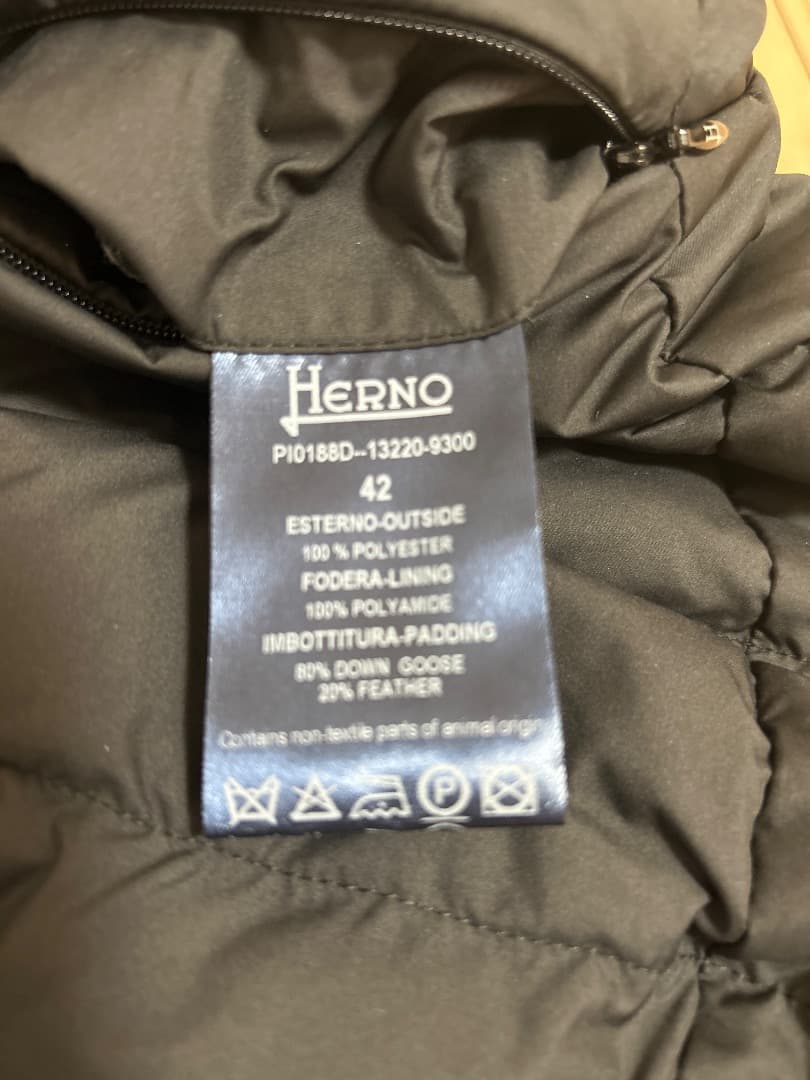 HERNO
PI0188D--13220-9300
42
ESTERNO-OUTSIDE
100 % POLYESTER
FODERA-LINING
100% POLYAMIDE
IMBOTTITURA-PADDING
80% DOWN GOOSE
20% FEATHER
Contains non-textile parts of animal origin
P